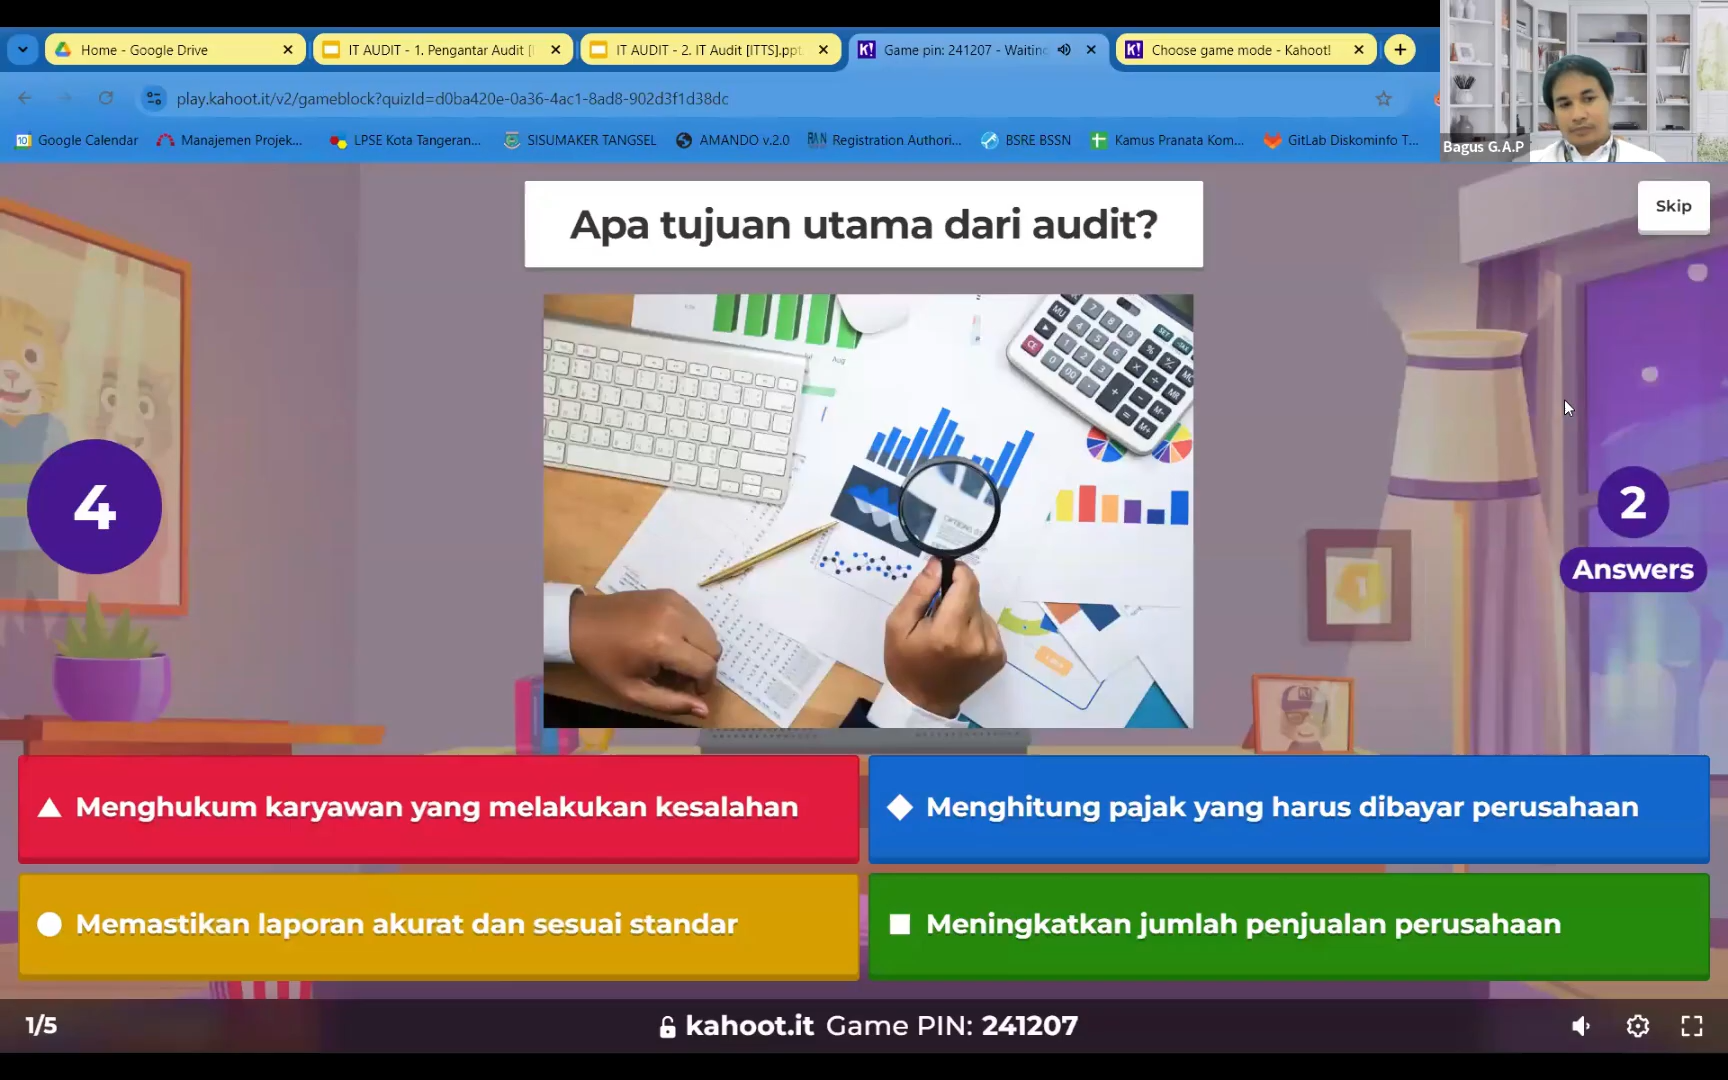 Home - Google Drive
IT AUDIT - 1. Pengantar Audit [
IT AUDIT - 2. IT Audit [ITTS].ppt
Game pin: 241207 - Waitin
Choose game mode - Kahoot!
play.kahoot.it/v2/gameblock?quizId=d0ba420e-0a36-4ac1-8ad8-902d3f1d38dc
Google Calendar
Manajemen Projek...
LPSE Kota Tangeran...
SISUMAKER TANGSEL
AMANDO v.2.0
Registration Authori...
BSRE BSSN
Kamus Pranata Kom...
GitLab Diskominfo T...
Bagus G.A.P
Apa tujuan utama dari audit?
Skip
Aug
4
2
Answers
Menghukum karyawan yang melakukan kesalahan
Menghitung pajak yang harus dibayar perusahaan
Memastikan laporan akurat dan sesuai standar
Meningkatkan jumlah penjualan perusahaan
1/5
kahoot.it Game PIN: 241207